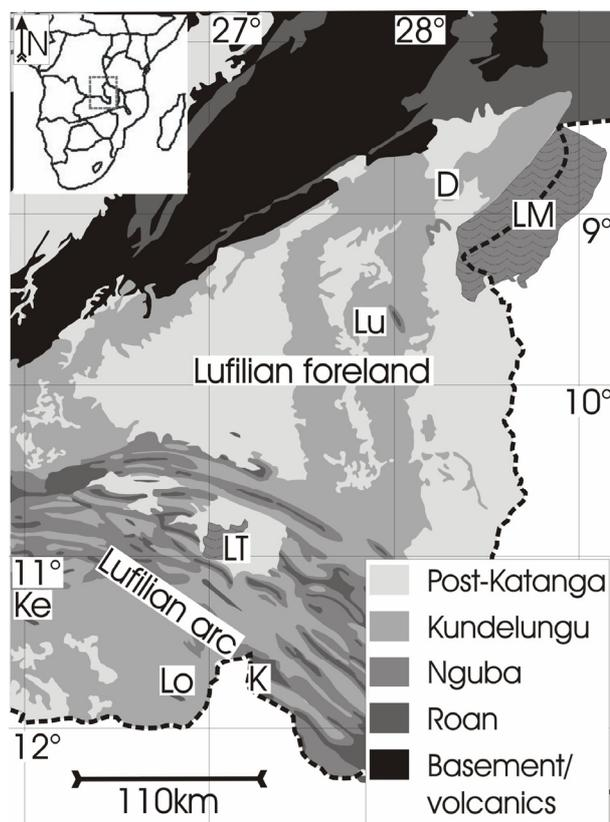 N
27°
28°
D
LM
9°
Lu
Lufilian foreland
10°
LT
11°
Ke
Lufilian arc
Lo
K
12°
110km
Post-Katanga
Kundelungu
Nguba
Roan
Basement/
volcanics